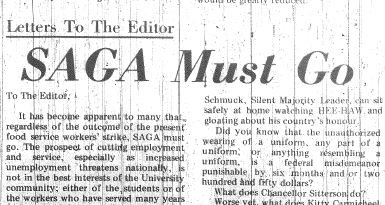 would be greatly reduced.
Letters To The Editor
SAGA Must Go
To The Editor,
It has become apparent to many that,
regardless of the outcome of the present
food service workers' strike, SAGA must
go. The prospect of cutting employment
and service, especially as increased
unemployment threatens nationally, is
not in the best interests of the University
community; either of the students or of
the workers who have served many years
Schmuck, Silent Majority Leader, can sit
safely at home watching HEE-HAW and
gloating about his country's honour.
Did you know that the unauthorized
wearing of a uniform, any part of a
uniform, or anything resembling a
uniform, is a federal misdemeanor
punishable by six months and/or two
hundred and fifty dollars?
What does Chancellor Sitterson do?
Worse yet, what does Kitty Carmichael